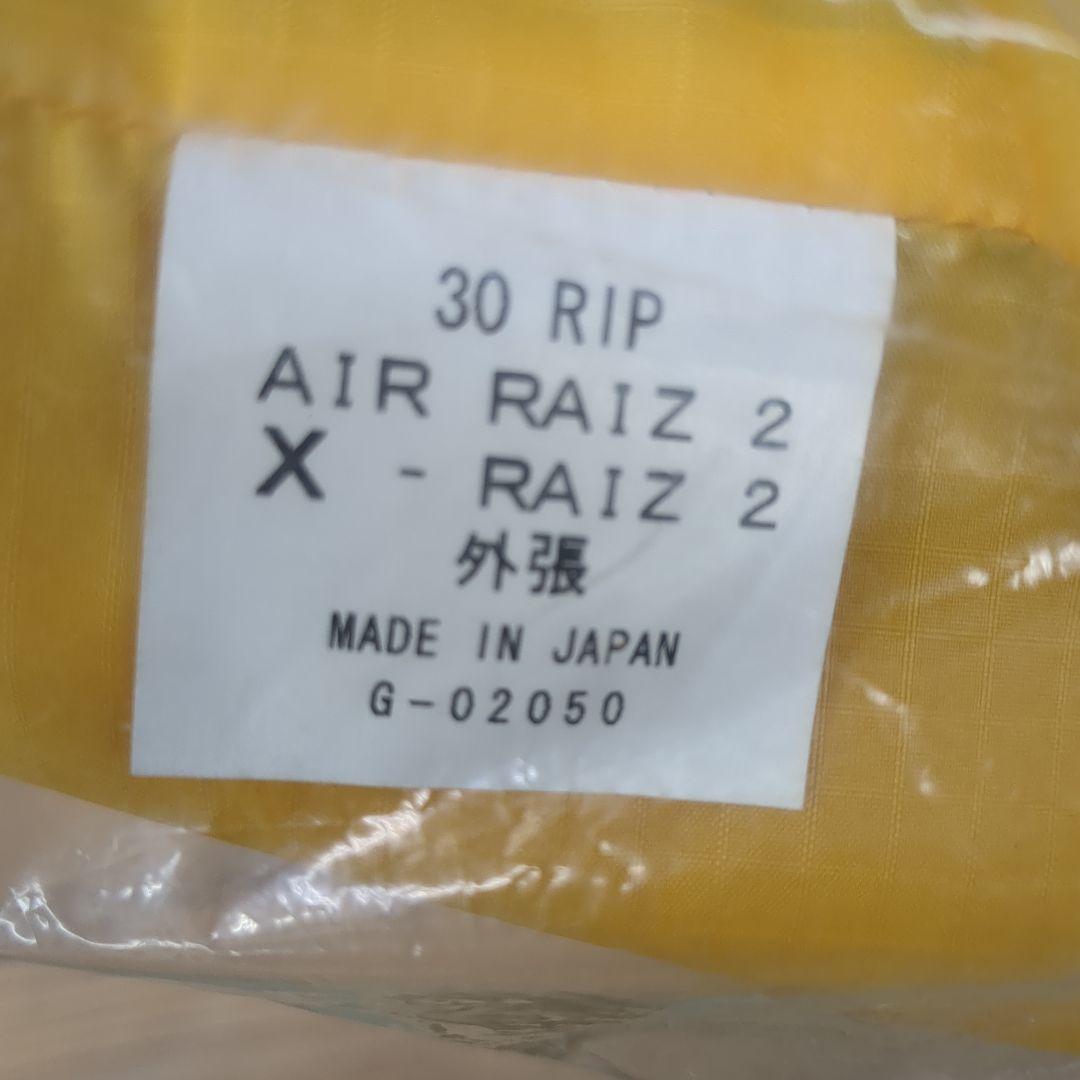 30 RIP
AIR RAIZ 2
X - RAIZ 2
外張
MADE IN JAPAN
G-02050